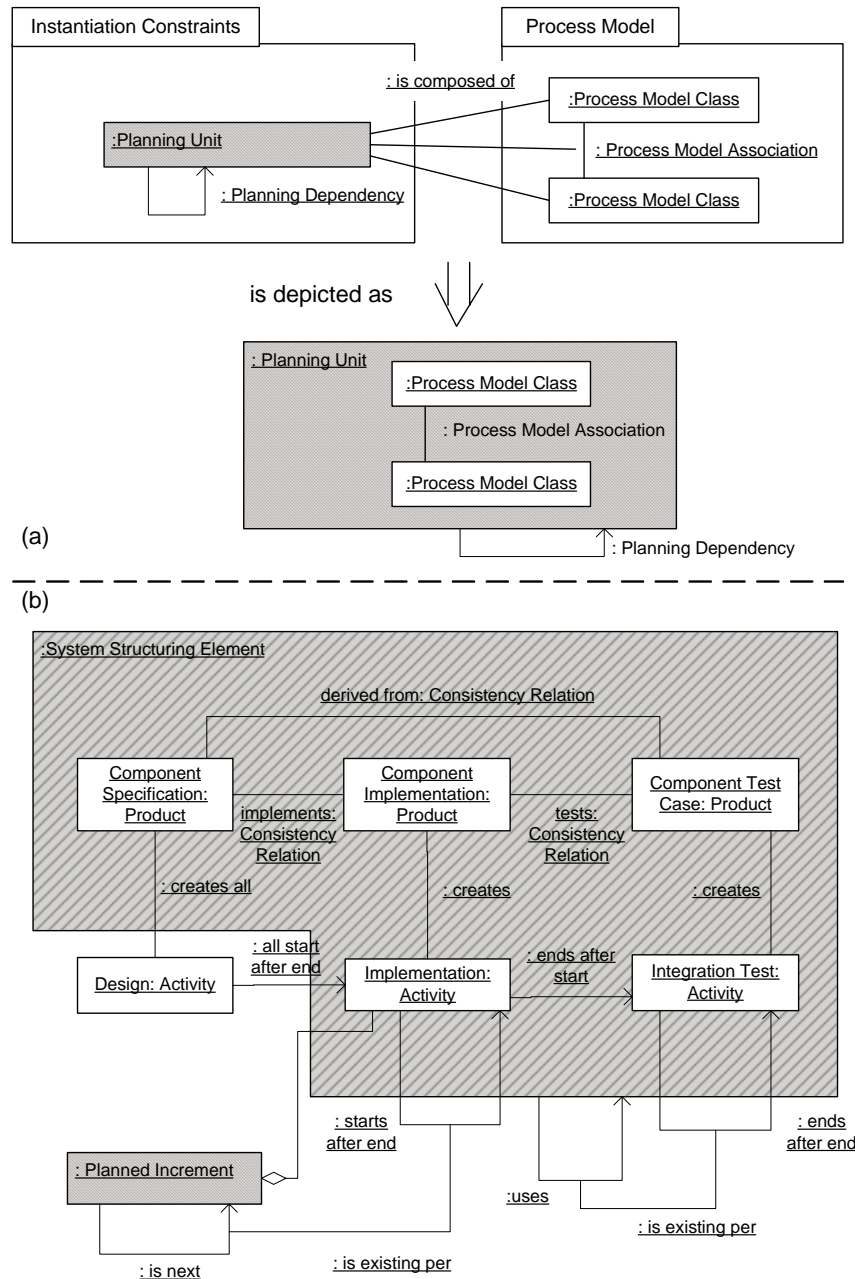 Instantiation Constraints
Process Model
: is composed of
:Process Model Class
:Planning Unit
: Process Model Association
: Planning Dependency
:Process Model Class
is depicted as
: Planning Unit
:Process Model Class
: Process Model Association
:Process Model Class
(a)
: Planning Dependency
(b)
:System Structuring Element
derived from: Consistency Relation
Component
Specification:
Product
Component
Implementation:
Product
Component Test
Case: Product
implements:
Consistency
Relation
tests:
Consistency
Relation
: creates all
: creates
: creates
: all start
after end
: ends after
start
Design: Activity
Implementation:
Activity
Integration Test:
Activity
: starts
after end
: ends
after end
: Planned Increment
:uses
: is existing per
: is next
: is existing per